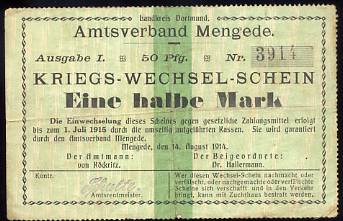 Landkreis Dortmund.
Amtsverband Mengede.
Ausgabe I. 50 Pfg. Nr. 3914
KRIEGS-WECHSEL-SCHEIN
Eine halbe Mark
Die Einwechselung dieses Scheines gegen gesetzliche Zahlungsmittel erfolgt
bis zum 1. Juli 1915 durch die umseitig aufgeführten Kassen. Sie wird garantiert
durch den Amtsverband Mengede.
Mengede, den 14. August 1914.
Der Amtmann: Der Beigeordnete:
von Köckritz. Dr. Hallermann.
Kontr.
Amtsrentmeister.
Wer diesen Wechsel-Schein nachmacht oder
verfälscht, oder nachgemachte oder verfälschte
Scheine sich verschafft und in den Verkehr
bringt, kann mit Zuchthaus bestraft werden.